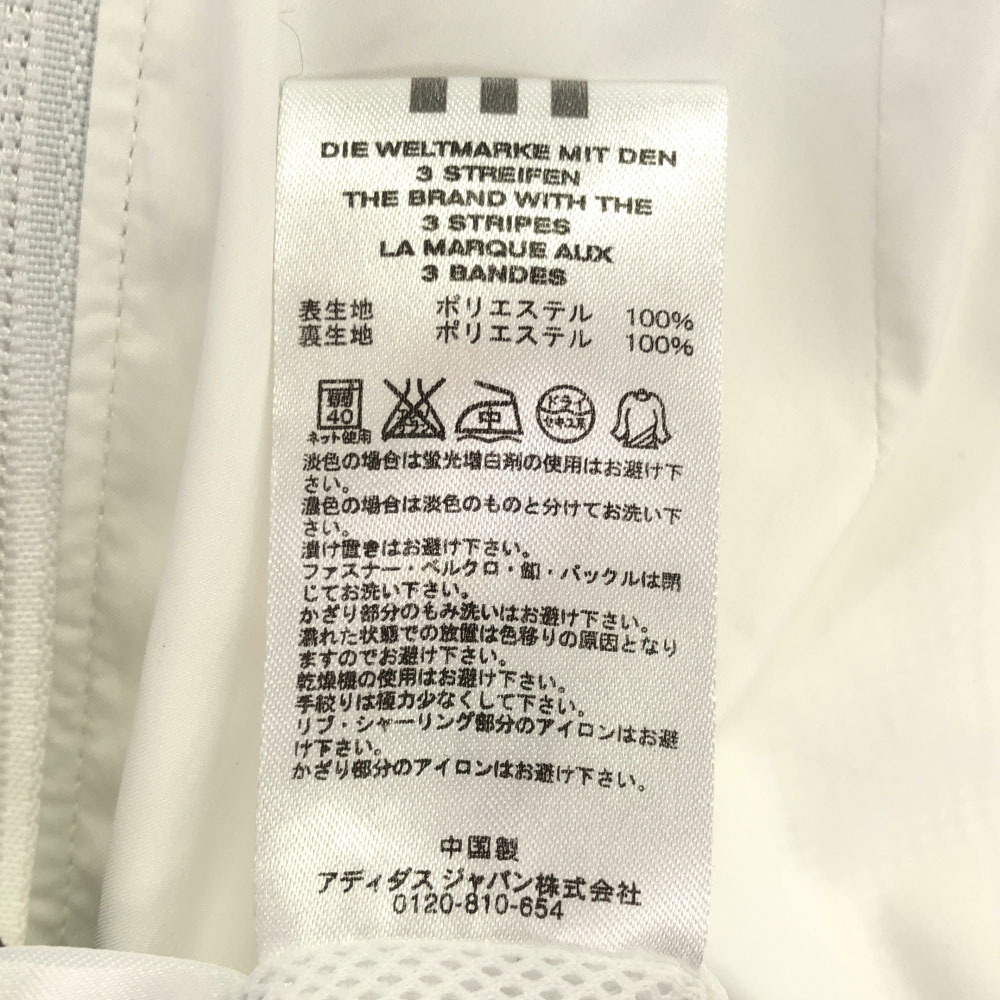 DIE WELTMARKE MIT DEN
3 STREIFEN
THE BRAND WITH THE
3 STRIPES
LA MARQUE AUX
3 BANDES
表生地 ポリエステル 100%
裏生地 ポリエステル 100%
40 中 ドライ
ネット使用 セキユ系
淡色の場合は蛍光増白剤の使用はお避け下
さい。
濃色の場合は淡色のものと分けてお洗い下
さい。
漬け置きはお避け下さい。
ファスナー・ベルクロ・釦・バックルは閉
じてお洗い下さい。
かざり部分のもみ洗いはお避け下さい。
濡れた状態での放置は色移りの原因となり
ますのでお避け下さい。
乾燥機の使用はお避け下さい。
手絞りは極力少なくして下さい。
リブ・シャーリング部分のアイロンはお避
け下さい。
かざり部分のアイロンはお避け下さい。
中国製
アディダス ジャパン株式会社
0120-810-654